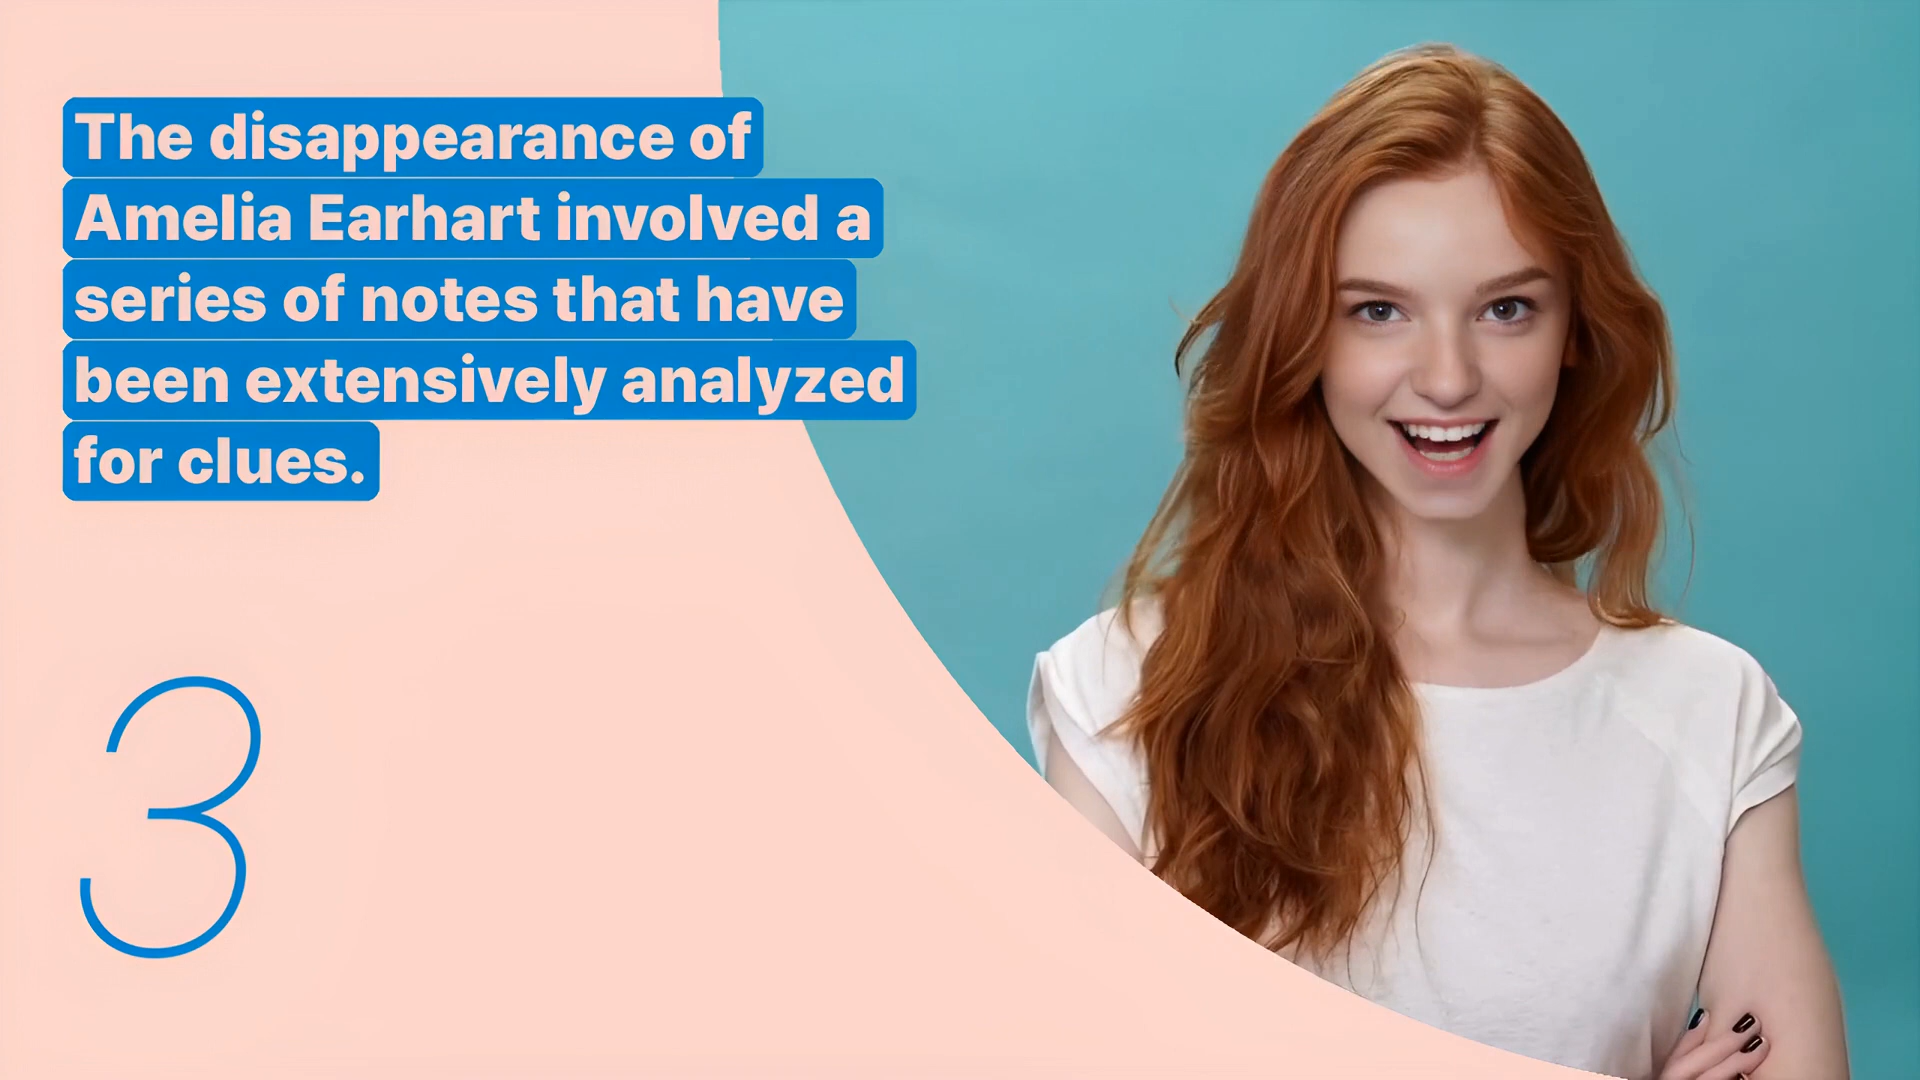 The disappearance of
Amelia Earhart involved a
series of notes that have
been extensively analyzed
for clues.
3